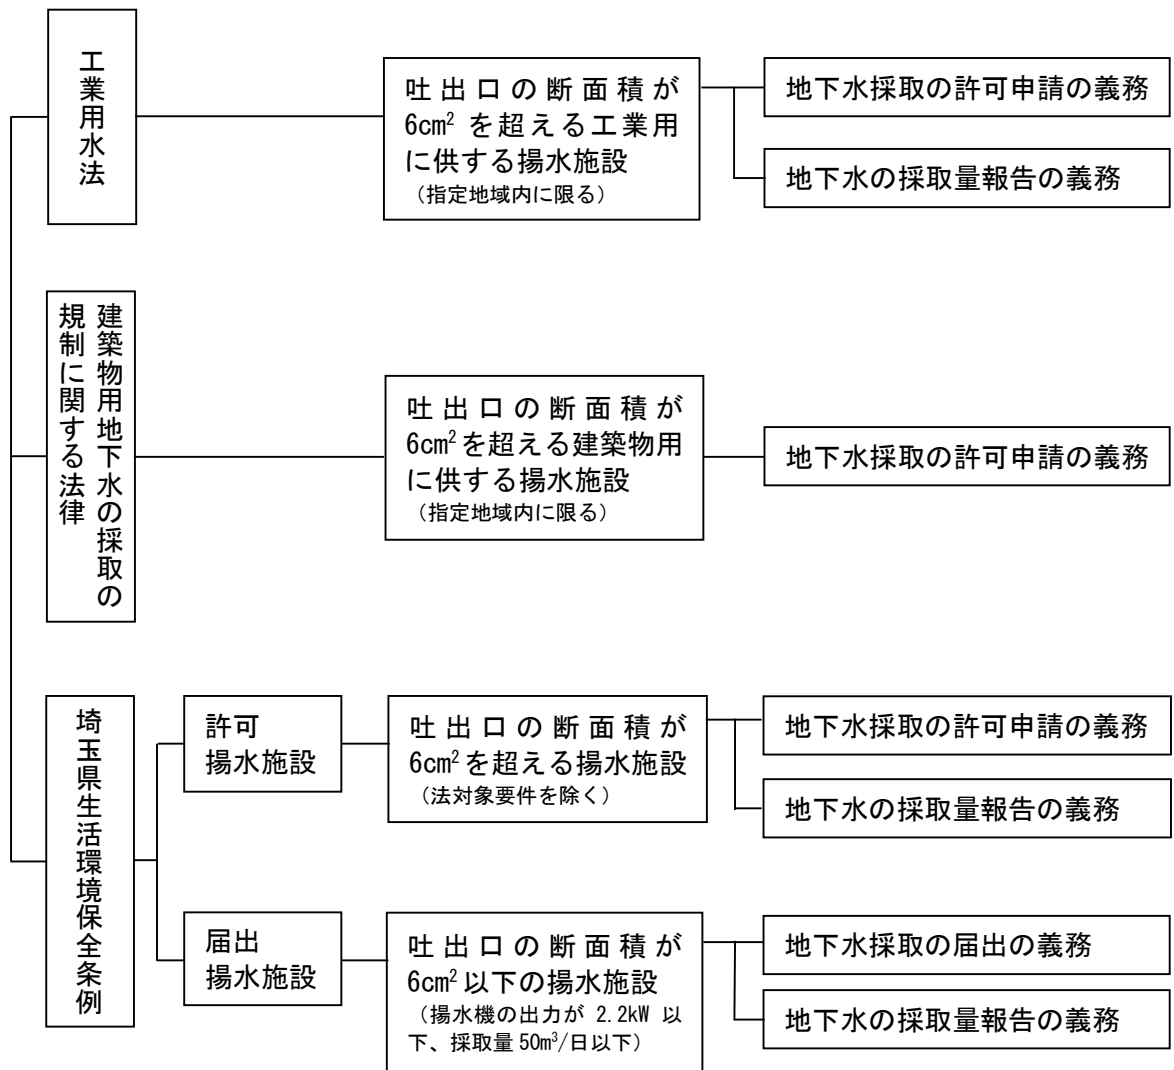 工業用水法
吐出口の断面積が
6cm² を超える工業用
に供する揚水施設
（指定地域内に限る）
地下水採取の許可申請の義務
地下水の採取量報告の義務
建築物用地下水の採取の
規制に関する法律
吐出口の断面積が
6cm²を超える建築物用
に供する揚水施設
（指定地域内に限る）
地下水採取の許可申請の義務
埼玉県生活環境保全条例
許可
揚水施設
吐出口の断面積が
6cm²を超える揚水施設
（法対象要件を除く）
地下水採取の許可申請の義務
地下水の採取量報告の義務
届出
揚水施設
吐出口の断面積が
6cm²以下の揚水施設
（揚水機の出力が 2.2kW 以
下、採取量 50m³/日以下）
地下水採取の届出の義務
地下水の採取量報告の義務